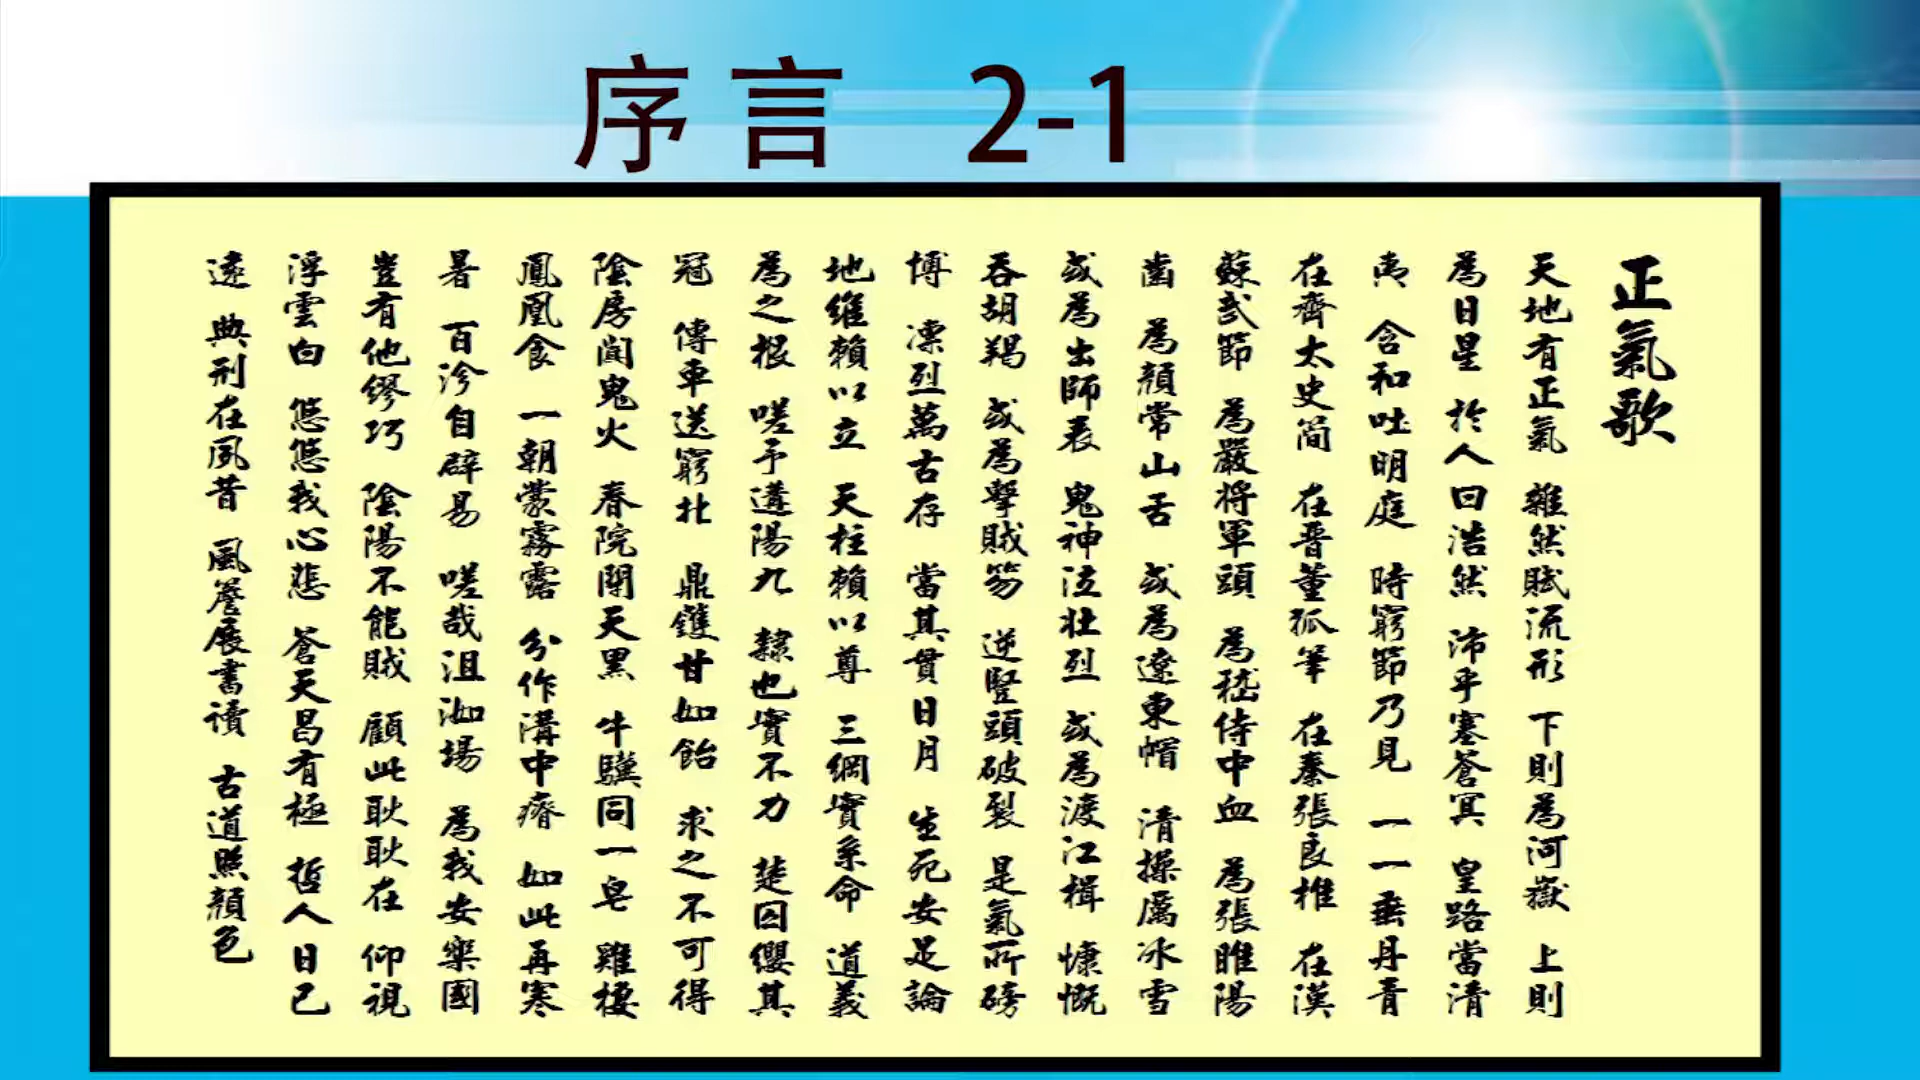 序言 2-1
正氣歌
天地有正氣 雜然賦流形 下則為河嶽 上則
為日星 於人曰浩然 沛乎塞蒼冥 皇路當清
夷 含和吐明庭 時窮節乃見 一一垂丹青
在齊太史简 在晋董狐筆 在秦張良椎 在漢
蘇武節 為嚴将軍頭 為嵇侍中血 為張睢陽
齒 為顏常山舌 或為遼東帽 清操厲冰雪
或為出師表 鬼神泣壯烈 或為渡江楫 慷慨
吞胡羯 或為擊賊笏 逆豎頭破裂 是氣所磅
博 凛烈萬古存 當其貫日月 生死安足論
地維賴以立 天柱賴以尊 三綱實系命 道義
為之根 嗟予遘陽九 隸也實不力 楚囚纓其
冠 傳車送窮北 鼎鑊甘如飴 求之不可得
陰房闃鬼火 春院閉天黑 牛驥同一皂 雞棲
鳳凰食 一朝蒙霧露 分作溝中瘠 如此再寒
暑 百沴自辟易 嗟哉沮洳場 為我安樂國
豈有他缪巧 陰陽不能賊 顧此耿耿在 仰視
浮雲白 悠悠我心悲 蒼天曷有極 哲人日已
遠 典刑在夙昔 風簷展書讀 古道照顏色